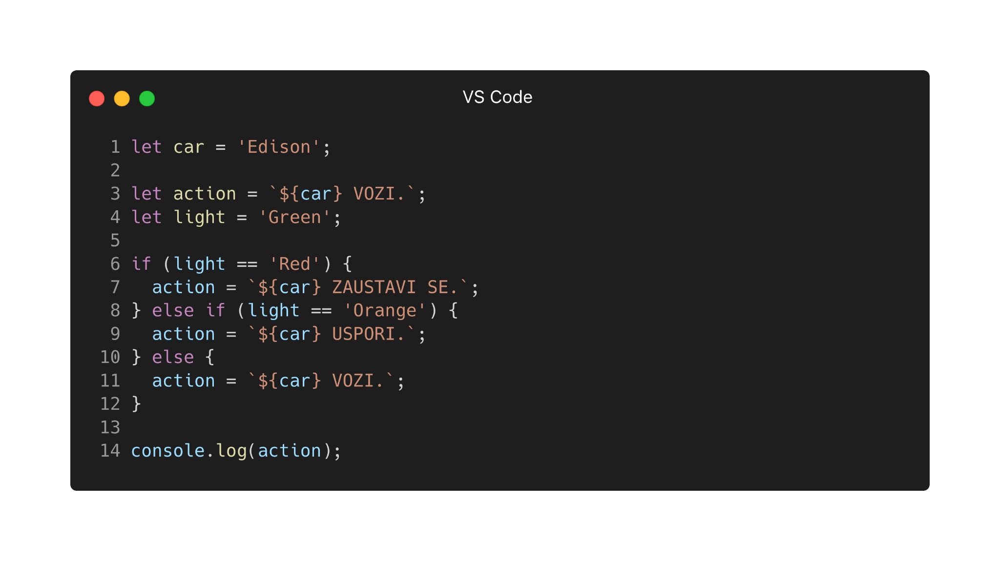 VS Code
1 let car = 'Edison';
2
3 let action = `${car} VOZI.`;
4 let light = 'Green';
5
6 if (light == 'Red') {
7   action = `${car} ZAUSTAVI SE.`;
8 } else if (light == 'Orange') {
9   action = `${car} USPORI.`;
10 } else {
11   action = `${car} VOZI.`;
12 }
13
14 console.log(action);